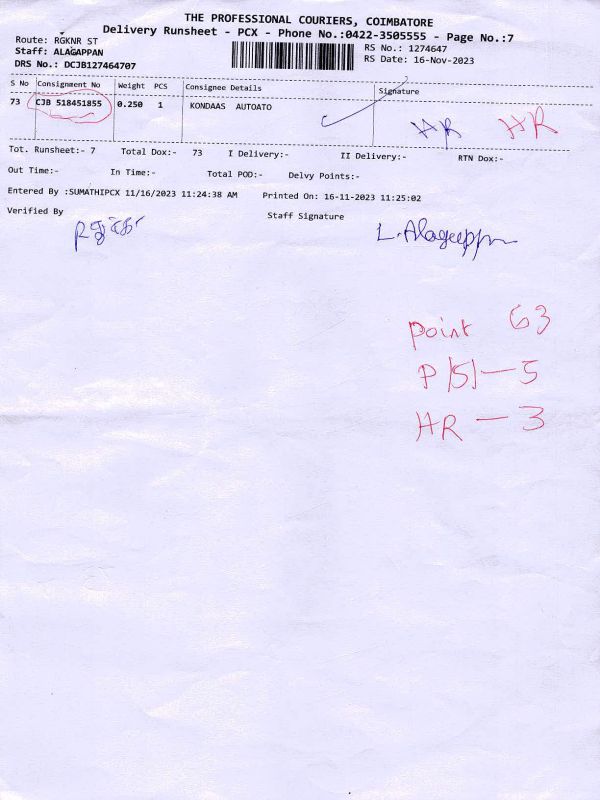 THE PROFESSIONAL COURIERS, COIMBATORE
Delivery Runsheet - PCX - Phone No.:0422-3505555 - Page No.:7
Route: RGKNR ST
RS No.: 1274647
Staff: ALAGAPPAN
RS Date: 16-Nov-2023
DRS No.: DCJB127464707
S No Consignment No Weight PCS Consignee Details Signature
73 CJB 518451855 0.250 1 KONDAAS AUTOATO HR HR
Tot. Runsheet:- 7 Total Dox:- 73 I Delivery:- II Delivery:- RTN Dox:-
Out Time:- In Time:- Total POD:- Delvy Points:-
Entered By :SUMATHIPCX 11/16/2023 11:24:38 AM Printed On: 16-11-2023 11:25:02
Verified By Staff Signature
L. Alagappan
point 63
P/S/-5
HR - 3